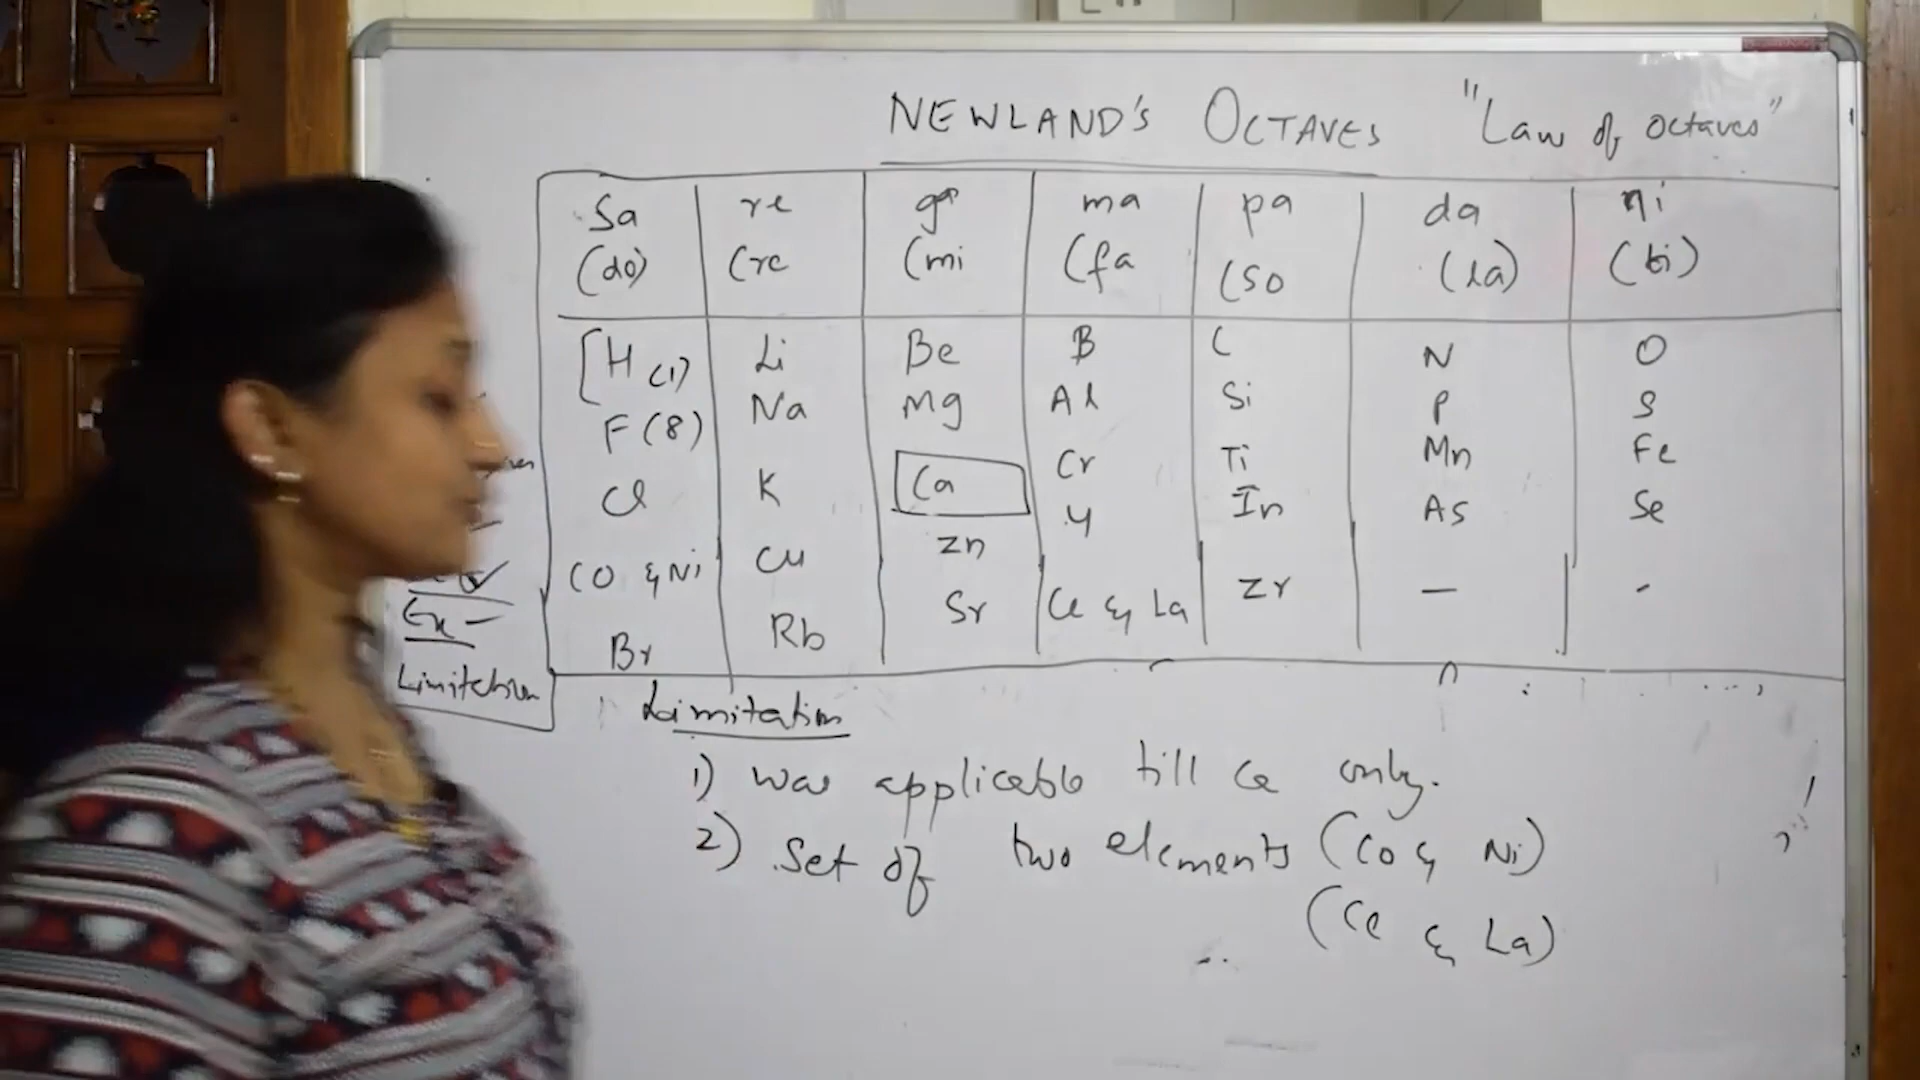 NEWLAND'S OCTAVES "Law of octaves"
Sa re ga ma pa da ni
(do) (re (mi (fa (so (la) (ti)
[H (1) Li Be B C N O
F (8) Na Mg Al Si P S
Cl K Ca Cr Ti Mn Fe
Co & Ni Cu Zn Y In As Se
Br Rb Sr Ce & La Zr — -
Ex -
Limitation
Limitation
1) was applicable till Ca only.
2) Set of two elements (Co & Ni)
(Ce & La)